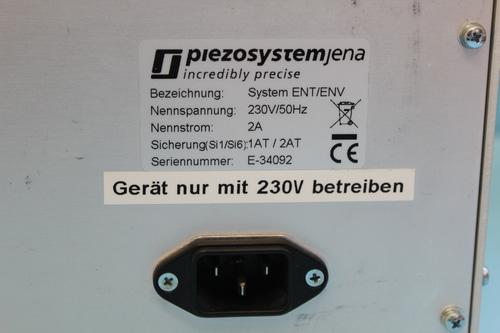 piezosystemjena
incredibly precise
Bezeichnung: System ENT/ENV
Nennspannung: 230V/50Hz
Nennstrom: 2A
Sicherung(Si1/Si6):1AT / 2AT
Seriennummer: E-34092
CE
Gerät nur mit 230V betreiben